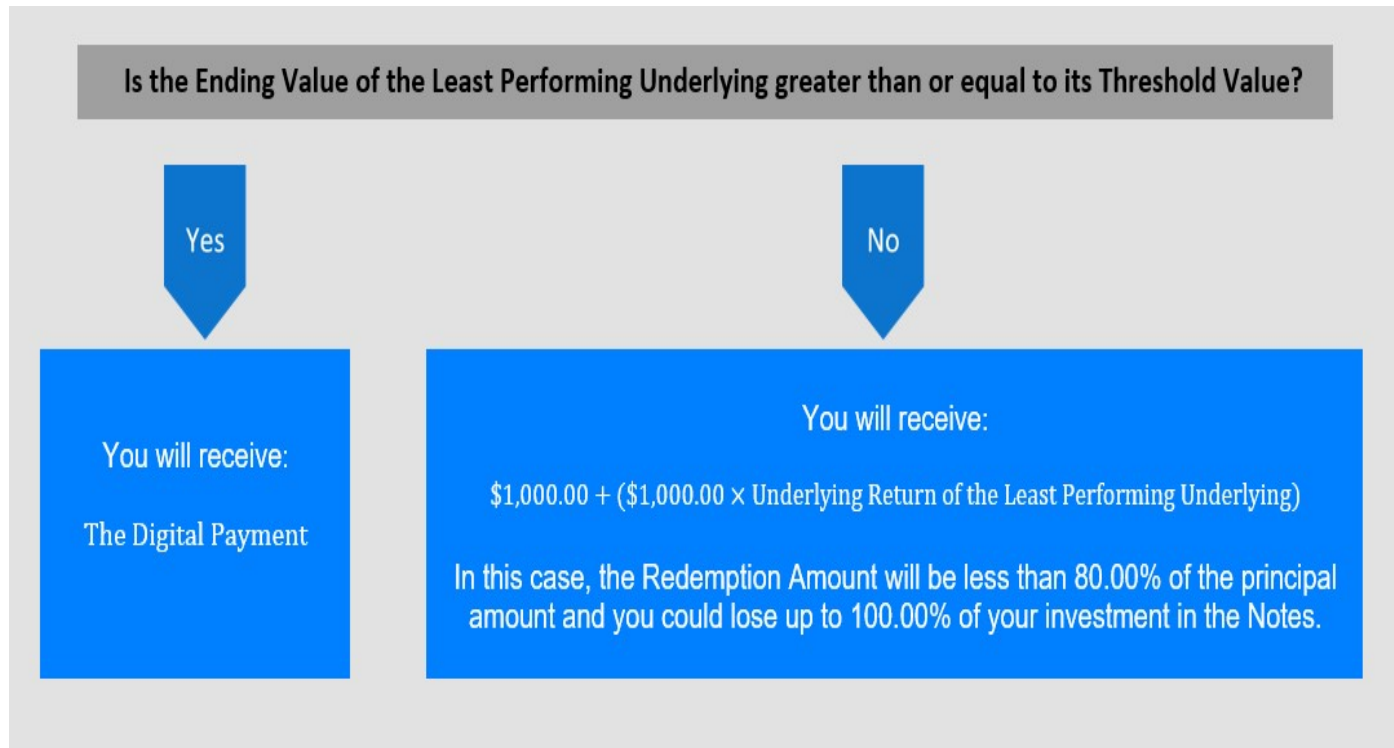 Is the Ending Value of the Least Performing Underlying greater than or equal to its Threshold Value?
Yes
No
You will receive:
The Digital Payment
You will receive:
$1,000.00 + ($1,000.00 × Underlying Return of the Least Performing Underlying)
In this case, the Redemption Amount will be less than 80.00% of the principal
amount and you could lose up to 100.00% of your investment in the Notes.